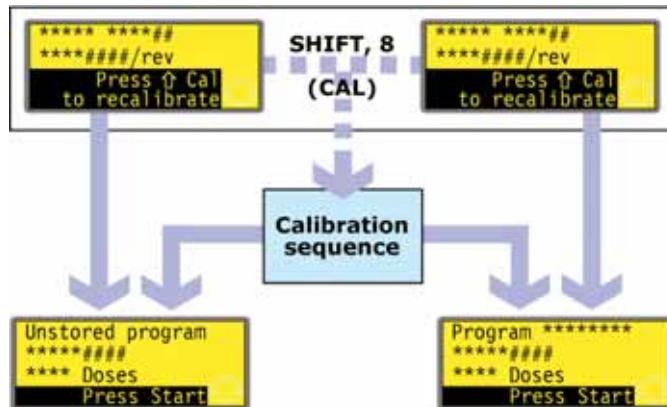 ***** ****##
****####/rev
Press ⇧ Cal
to recalibrate
SHIFT, 8
(CAL)
***** ****##
****####/rev
Press ⇧ Cal
to recalibrate
Calibration
sequence
Unstored program
*****####
**** Doses
Press Start
Program ********
*****####
**** Doses
Press Start